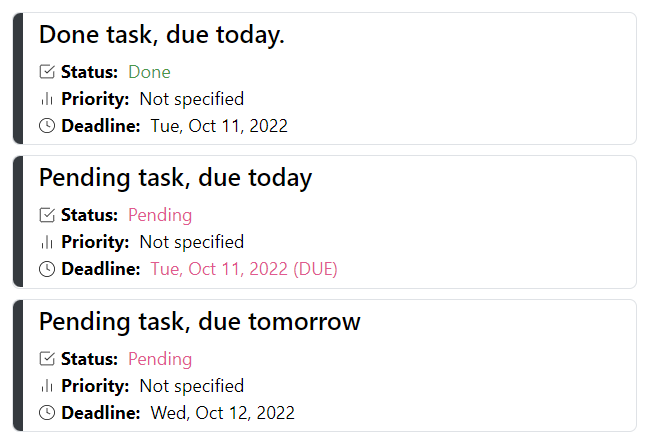 Done task, due today.
Status: Done
Priority: Not specified
Deadline: Tue, Oct 11, 2022
Pending task, due today
Status: Pending
Priority: Not specified
Deadline: Tue, Oct 11, 2022 (DUE)
Pending task, due tomorrow
Status: Pending
Priority: Not specified
Deadline: Wed, Oct 12, 2022